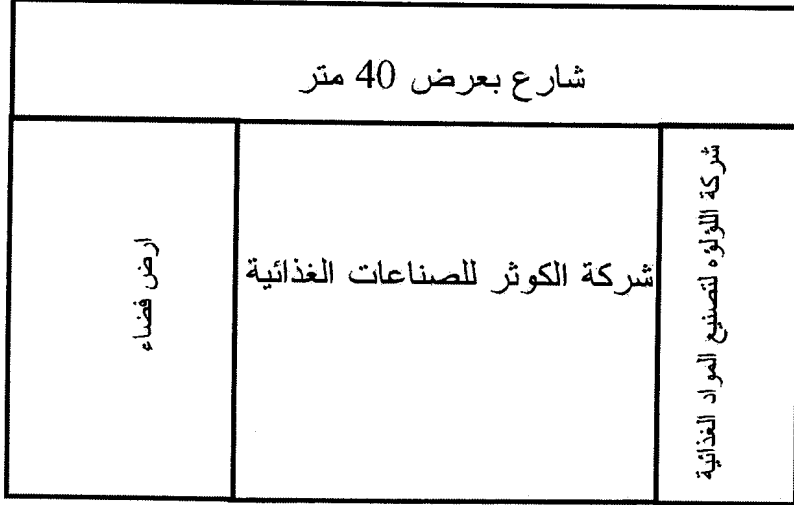 شارع بعرض 40 متر
شركة اللؤلؤه لتصنيع المواد الغذائية
شركة الكوثر للصناعات الغذائية
ارض فضاء